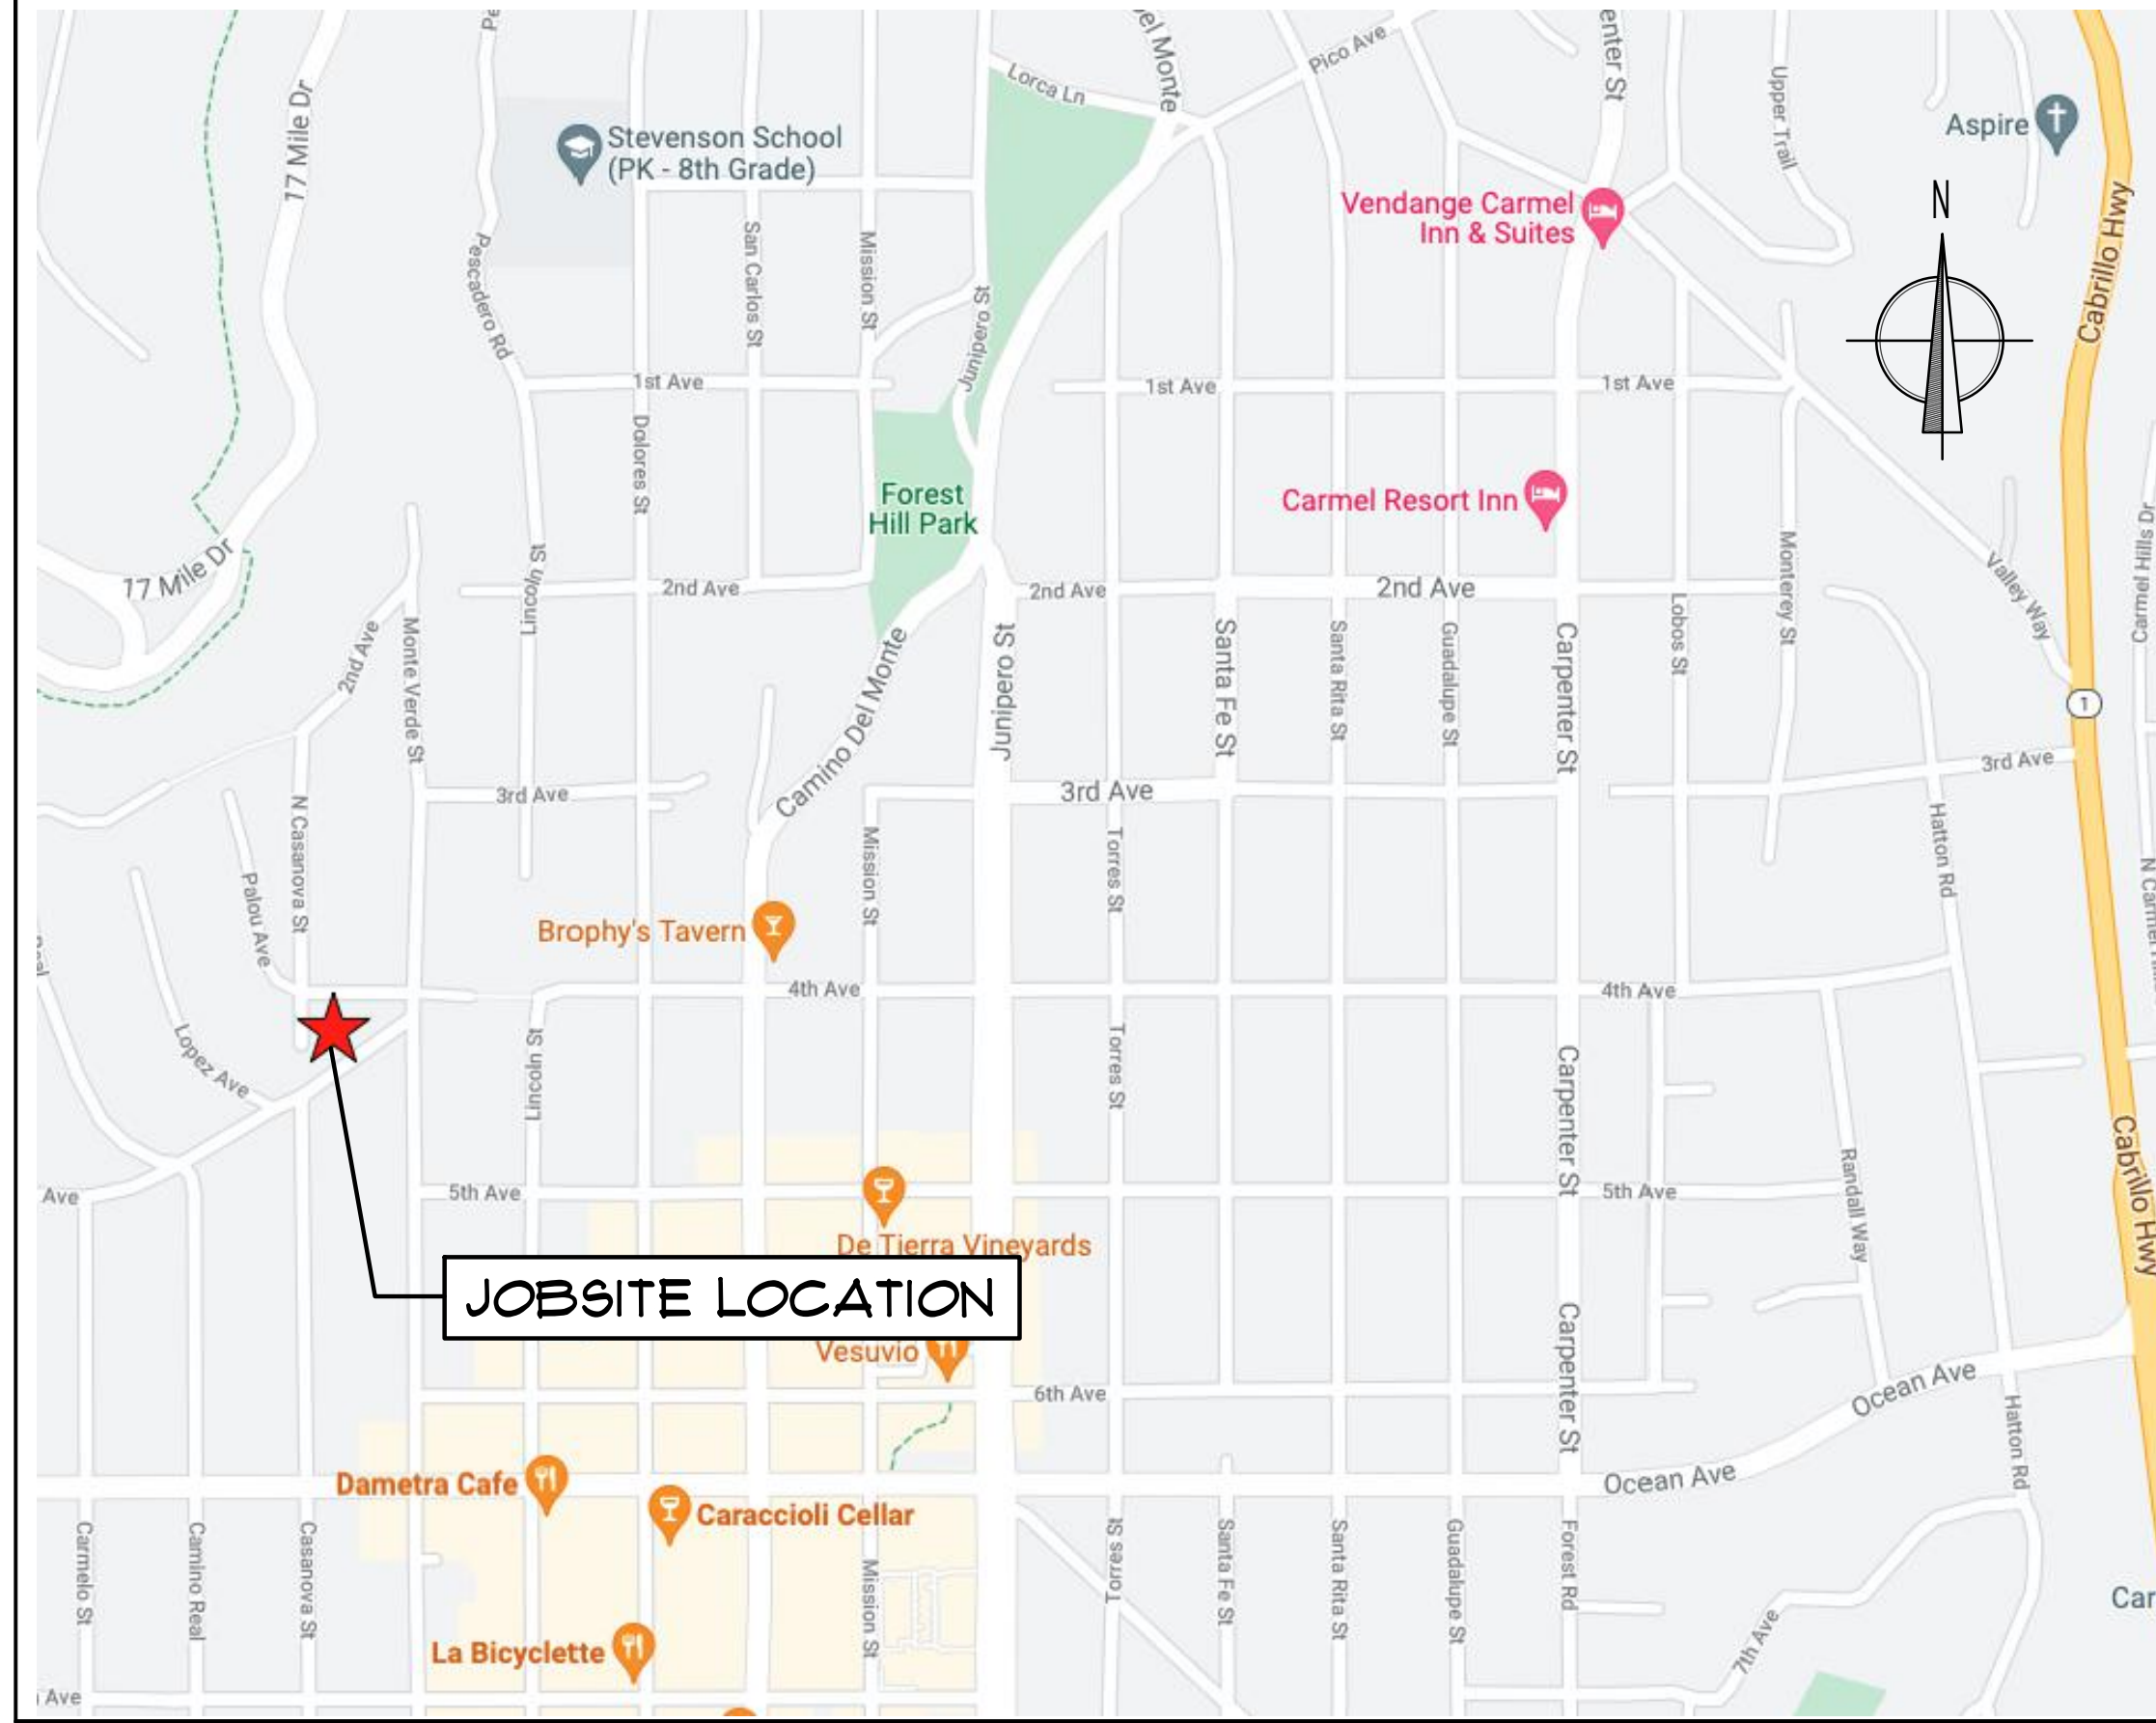 Lorca Ln
Pico Ave
Upper Trail
17 Mile Dr
Stevenson School
(PK - 8th Grade)
Aspire
Vendange Carmel
Inn & Suites
N
Cabrillo Hwy
Pescadero Rd
San Carlos St
Mission St
Junipero St
1st Ave
1st Ave
1st Ave
Dolores St
Forest
Hill Park
Carmel Resort Inn
17 Mile Dr
Lincoln St
2nd Ave
2nd Ave
2nd Ave
Monterey St
Valley Way
Carmel Hills Dr
2nd Ave
Monte Verde St
Camino Del Monte
Junipero St
Santa Fe St
Santa Rita St
Guadalupe St
Carpenter St
Lobos St
1
3rd Ave
3rd Ave
3rd Ave
N Casanova St
Palou Ave
Mission St
Torres St
Hatton Rd
Brophy's Tavern
4th Ave
4th Ave
Lopez Ave
Lincoln St
Torres St
Carpenter St
Cabrillo Hwy
Ave
5th Ave
5th Ave
Randall Way
De Tierra Vineyards
JOBSITE LOCATION
Vesuvio
Carpenter St
6th Ave
Ocean Ave
Hatton Rd
Dametra Cafe
Caraccioli Cellar
Ocean Ave
Carmelo St
Camino Real
Casanova St
Mission St
Torres St
Santa Fe St
Santa Rita St
Guadalupe St
Forest Rd
7th Ave
La Bicyclette
Ave